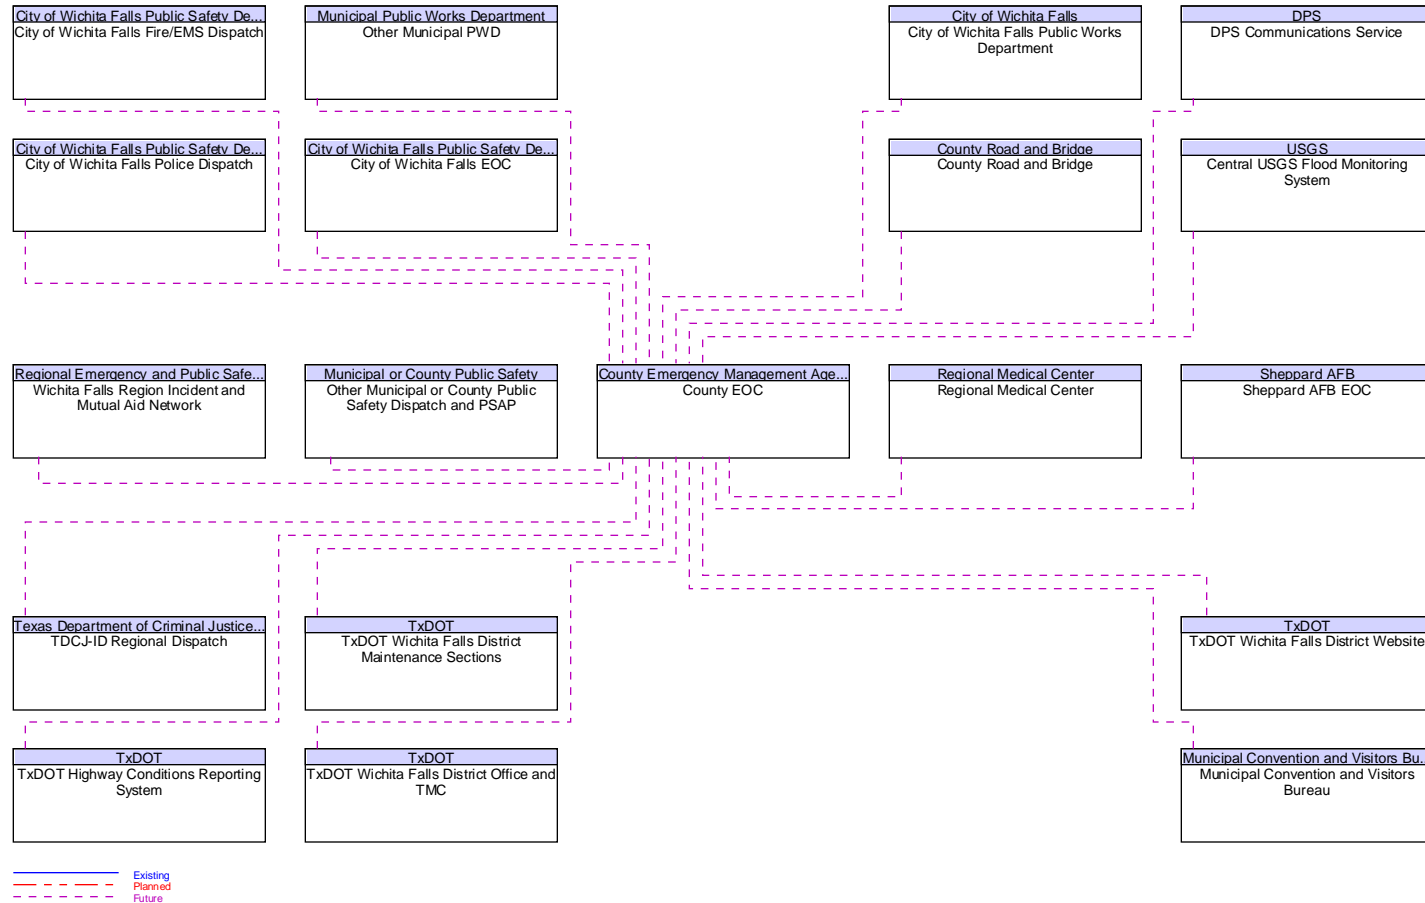 City of Wichita Falls Public Safety De...
City of Wichita Falls Fire/EMS Dispatch
Municipal Public Works Department
Other Municipal PWD
City of Wichita Falls
City of Wichita Falls Public Works
Department
DPS
DPS Communications Service
City of Wichita Falls Public Safety De...
City of Wichita Falls Police Dispatch
City of Wichita Falls Public Safety De...
City of Wichita Falls EOC
County Road and Bridge
County Road and Bridge
USGS
Central USGS Flood Monitoring
System
Regional Emergency and Public Safe...
Wichita Falls Region Incident and
Mutual Aid Network
Municipal or County Public Safety
Other Municipal or County Public
Safety Dispatch and PSAP
County Emergency Management Age...
County EOC
Regional Medical Center
Regional Medical Center
Sheppard AFB
Sheppard AFB EOC
Texas Department of Criminal Justice...
TDCJ-ID Regional Dispatch
TxDOT
TxDOT Wichita Falls District
Maintenance Sections
TxDOT
TxDOT Wichita Falls District Website
TxDOT
TxDOT Highway Conditions Reporting
System
TxDOT
TxDOT Wichita Falls District Office and
TMC
Municipal Convention and Visitors Bu...
Municipal Convention and Visitors
Bureau
Existing
Planned
Future